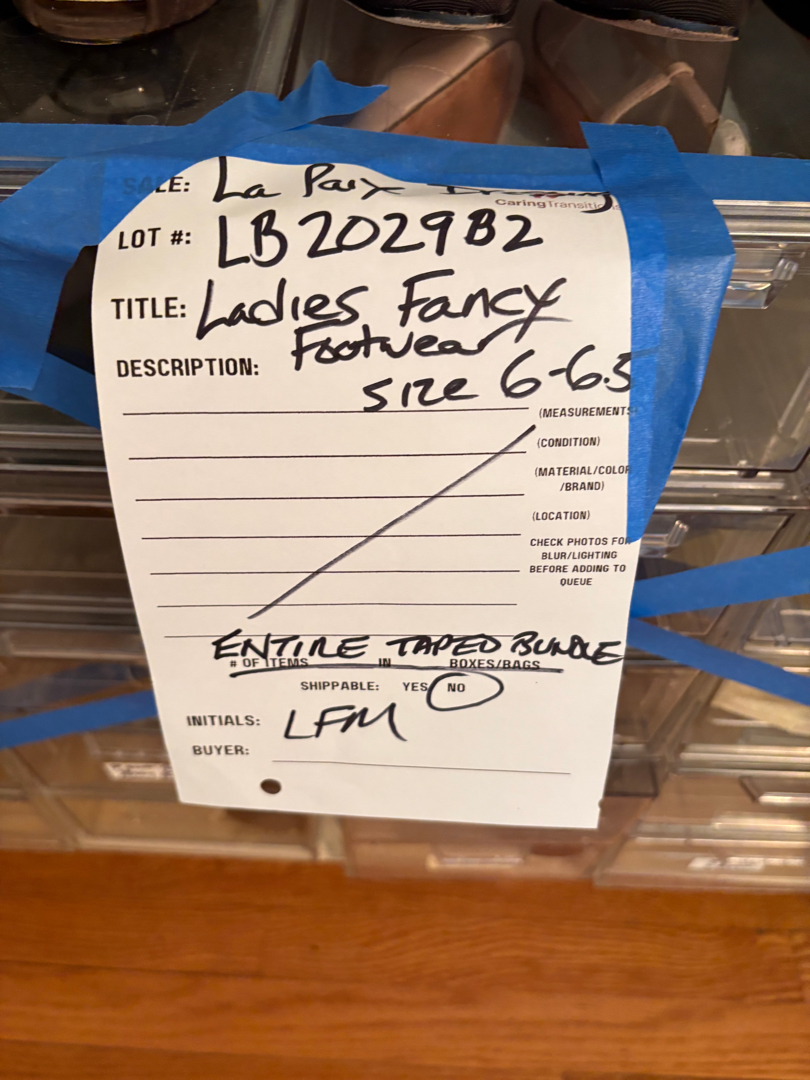 SALE: La Paix
CaringTransiti
LOT #: LB2029B2
TITLE: Ladies Fancy
Footwear
DESCRIPTION: SIZE 6-6.5
(MEASUREMENTS
(CONDITION)
(MATERIAL/COLOR
/BRAND)
(LOCATION)
CHECK PHOTOS FOR
BLUR/LIGHTING
BEFORE ADDING TO
QUEUE
ENTIRE TAPED BUNDLE
# OF ITEMS IN BOXES/BAGS
SHIPPABLE: YES NO
INITIALS: LFM
BUYER: